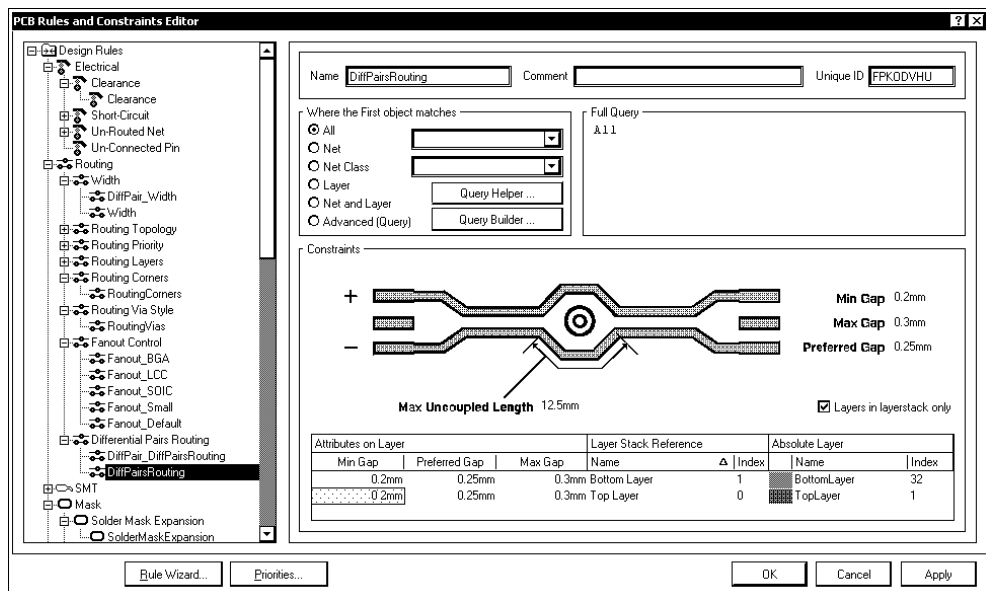 PCB Rules and Constraints Editor
? X
Design Rules
Electrical
Clearance
Clearance
Short-Circuit
Un-Routed Net
Un-Connected Pin
Routing
Width
DiffPair_Width
Width
Routing Topology
Routing Priority
Routing Layers
Routing Corners
RoutingCorners
Routing Via Style
RoutingVias
Fanout Control
Fanout_BGA
Fanout_LCC
Fanout_SOIC
Fanout_Small
Fanout_Default
Differential Pairs Routing
DiffPair_DiffPairsRouting
DiffPairsRouting
SMT
Mask
Solder Mask Expansion
SolderMaskExpansion
Name DiffPairsRouting Comment Unique ID FPKODVHU
Where the First object matches
All
Net
Net Class
Layer
Net and Layer
Advanced (Query)
Query Helper ...
Query Builder ...
Full Query
All
Constraints
+
−
Min Gap 0.2mm
Max Gap 0.3mm
Preferred Gap 0.25mm
Max Uncoupled Length 12.5mm
Layers in layerstack only
Attributes on Layer Layer Stack Reference Absolute Layer
Min Gap Preferred Gap Max Gap Name Index Name Index
0.2mm 0.25mm 0.3mm Bottom Layer 1 BottomLayer 32
0.2mm 0.25mm 0.3mm Top Layer 0 TopLayer 1
Rule Wizard... Priorities... OK Cancel Apply